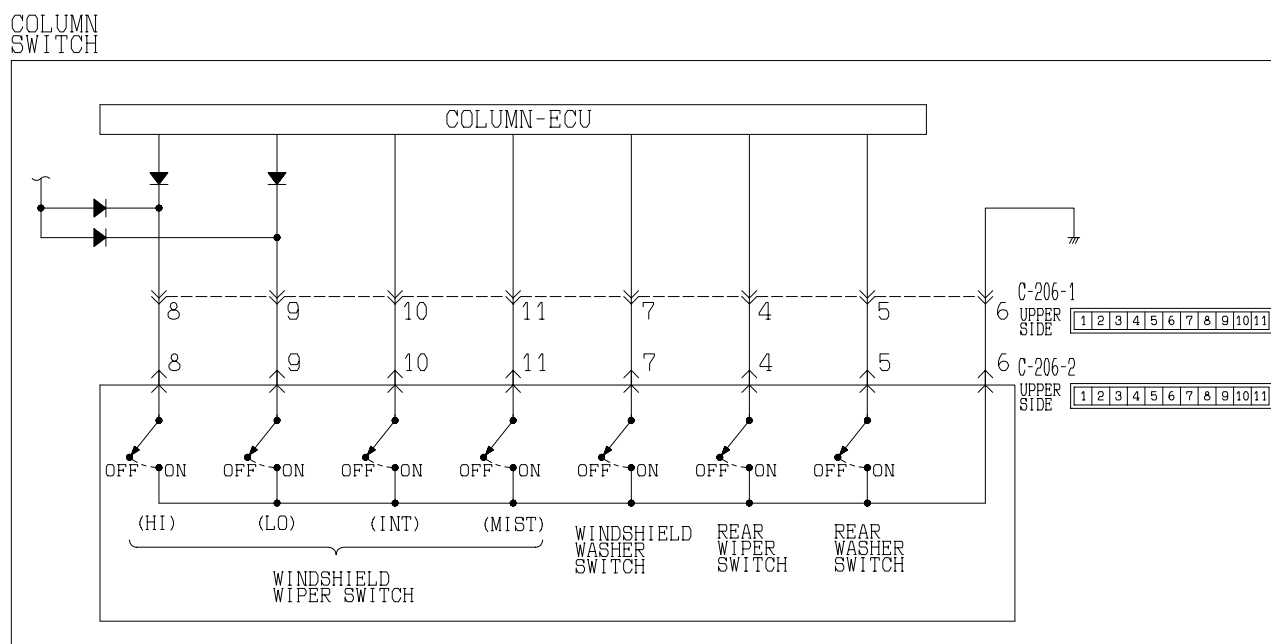 COLUMN
SWITCH
COLUMN-ECU
8 9 10 11 7 4 5 6
C-206-1
UPPER
SIDE
1 2 3 4 5 6 7 8 9 10 11
8 9 10 11 7 4 5 6
C-206-2
UPPER
SIDE
1 2 3 4 5 6 7 8 9 10 11
OFF ON OFF ON OFF ON OFF ON OFF ON OFF ON OFF ON
(HI) (LO) (INT) (MIST)
WINDSHIELD
WASHER
SWITCH
REAR
WIPER
SWITCH
REAR
WASHER
SWITCH
WINDSHIELD
WIPER SWITCH